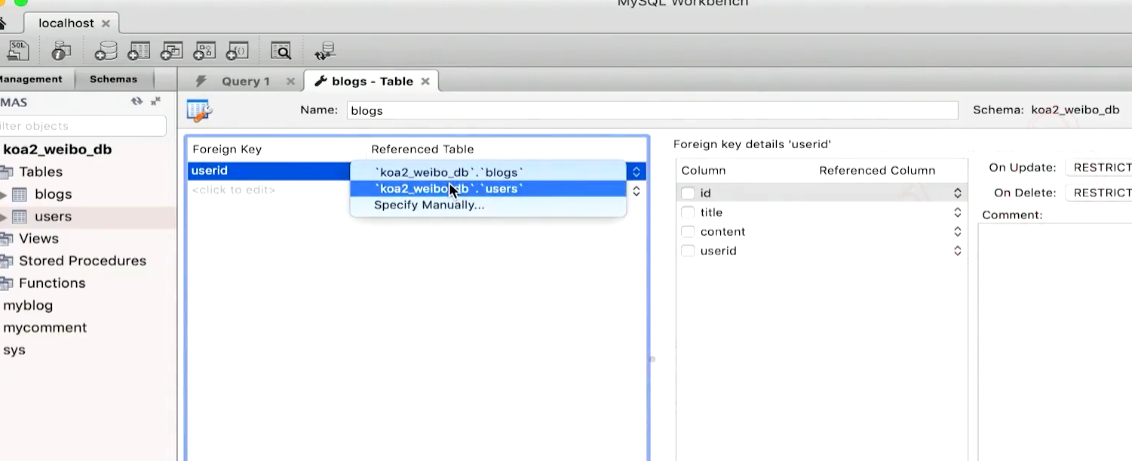 MySQL Workbench
localhost
SQL
Management Schemas
Query 1
blogs - Table
MAS
lter objects
Name: blogs
Schema: koa2_weibo_db
koa2_weibo_db
Tables
blogs
users
Views
Stored Procedures
Functions
myblog
mycomment
sys
Foreign Key Referenced Table
userid
<click to edit>
`koa2_weibo_db`.`blogs`
`koa2_weibo_db`.`users`
Specify Manually...
Foreign key details 'userid'
Column Referenced Column
id
title
content
userid
On Update: RESTRICT
On Delete: RESTRICT
Comment: